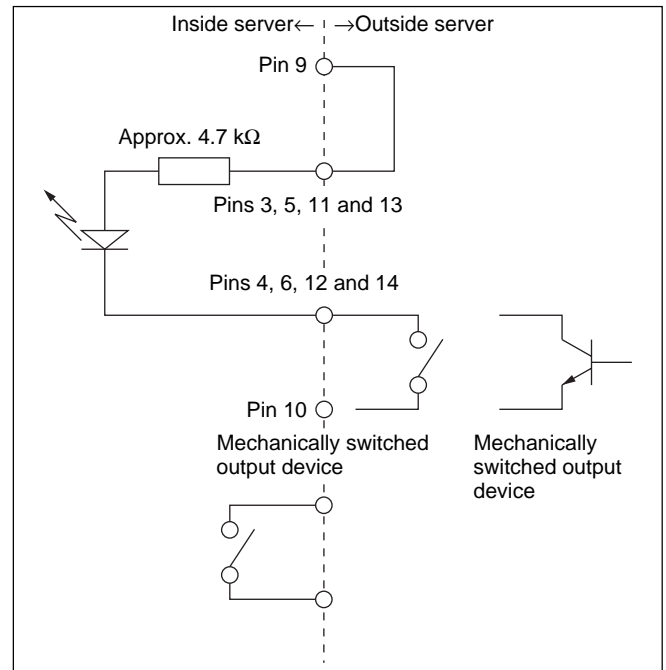 Inside server← →Outside server
Pin 9
Approx. 4.7 kΩ
Pins 3, 5, 11 and 13
Pins 4, 6, 12 and 14
Pin 10
Mechanically switched
output device
Mechanically
switched output
device